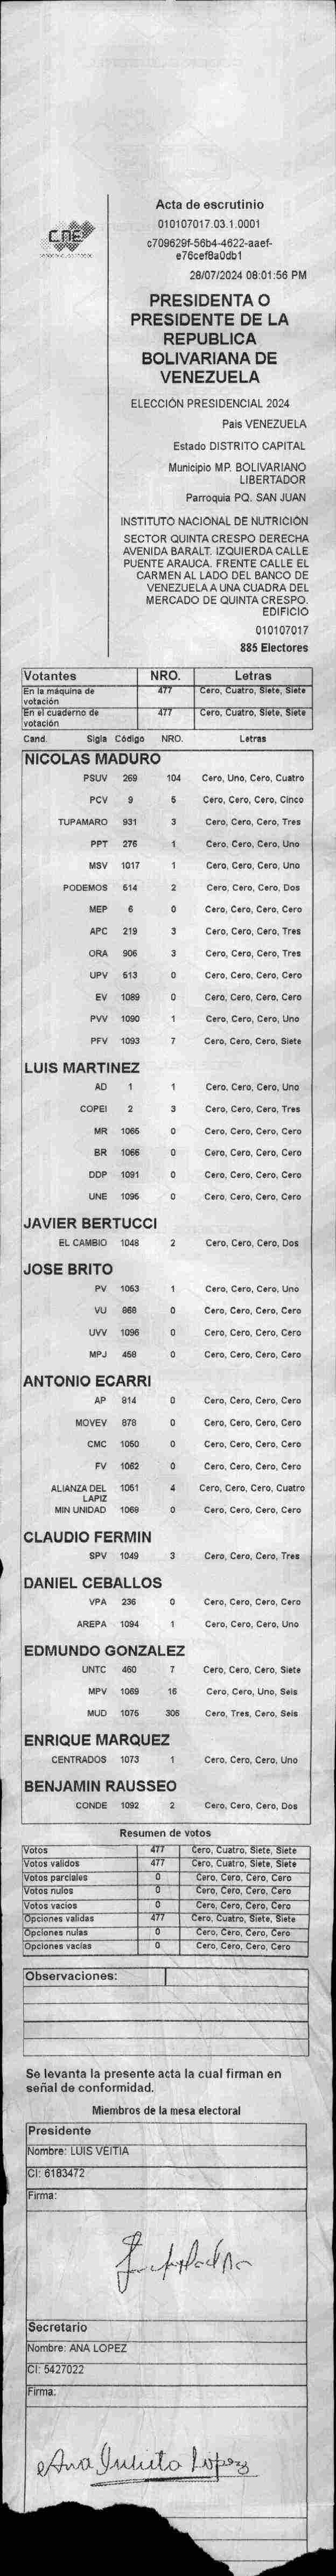 Acta de escrutinio
CNE
010107017.03.1.0001
c709629f-56b4-4622-aaef-
e76cef8a0db1
28/07/2024 08:01:56 PM
PRESIDENTA O
PRESIDENTE DE LA
REPUBLICA
BOLIVARIANA DE
VENEZUELA
ELECCIÓN PRESIDENCIAL 2024
Pais VENEZUELA
Estado DISTRITO CAPITAL
Municipio MP. BOLIVARIANO
LIBERTADOR
Parroquia PQ. SAN JUAN
INSTITUTO NACIONAL DE NUTRICIÓN
SECTOR QUINTA CRESPO DERECHA
AVENIDA BARALT. IZQUIERDA CALLE
PUENTE ARAUCA. FRENTE CALLE EL
CARMEN AL LADO DEL BANCO DE
VENEZUELA A UNA CUADRA DEL
MERCADO DE QUINTA CRESPO.
EDIFICIO
010107017
885 Electores
Votantes NRO. Letras
En la máquina de votación 477 Cero, Cuatro, Siete, Siete
En el cuaderno de votación 477 Cero, Cuatro, Siete, Siete
Cand. Sigla Código NRO. Letras
NICOLAS MADURO
PSUV 269 104 Cero, Uno, Cero, Cuatro
PCV 9 5 Cero, Cero, Cero, Cinco
TUPAMARO 931 3 Cero, Cero, Cero, Tres
PPT 276 1 Cero, Cero, Cero, Uno
MSV 1017 1 Cero, Cero, Cero, Uno
PODEMOS 514 2 Cero, Cero, Cero, Dos
MEP 6 0 Cero, Cero, Cero, Cero
APC 219 3 Cero, Cero, Cero, Tres
ORA 906 3 Cero, Cero, Cero, Tres
UPV 513 0 Cero, Cero, Cero, Cero
EV 1089 0 Cero, Cero, Cero, Cero
PVV 1090 1 Cero, Cero, Cero, Uno
PFV 1093 7 Cero, Cero, Cero, Siete
LUIS MARTINEZ
AD 1 1 Cero, Cero, Cero, Uno
COPEI 2 3 Cero, Cero, Cero, Tres
MR 1065 0 Cero, Cero, Cero, Cero
BR 1066 0 Cero, Cero, Cero, Cero
DDP 1091 0 Cero, Cero, Cero, Cero
UNE 1095 0 Cero, Cero, Cero, Cero
JAVIER BERTUCCI
EL CAMBIO 1048 2 Cero, Cero, Cero, Dos
JOSE BRITO
PV 1053 1 Cero, Cero, Cero, Uno
VU 868 0 Cero, Cero, Cero, Cero
UVV 1096 0 Cero, Cero, Cero, Cero
MPJ 458 0 Cero, Cero, Cero, Cero
ANTONIO ECARRI
AP 814 0 Cero, Cero, Cero, Cero
MOVEV 878 0 Cero, Cero, Cero, Cero
CMC 1050 0 Cero, Cero, Cero, Cero
FV 1062 0 Cero, Cero, Cero, Cero
ALIANZA DEL LAPIZ 1051 4 Cero, Cero, Cero, Cuatro
MIN UNIDAD 1068 0 Cero, Cero, Cero, Cero
CLAUDIO FERMIN
SPV 1049 3 Cero, Cero, Cero, Tres
DANIEL CEBALLOS
VPA 236 0 Cero, Cero, Cero, Cero
AREPA 1094 1 Cero, Cero, Cero, Uno
EDMUNDO GONZALEZ
UNTC 460 7 Cero, Cero, Cero, Siete
MPV 1069 16 Cero, Cero, Uno, Seis
MUD 1075 306 Cero, Tres, Cero, Seis
ENRIQUE MARQUEZ
CENTRADOS 1073 1 Cero, Cero, Cero, Uno
BENJAMIN RAUSSEO
CONDE 1092 2 Cero, Cero, Cero, Dos
Resumen de votos
Votos 477 Cero, Cuatro, Siete, Siete
Votos validos 477 Cero, Cuatro, Siete, Siete
Votos parciales 0 Cero, Cero, Cero, Cero
Votos nulos 0 Cero, Cero, Cero, Cero
Votos vacios 0 Cero, Cero, Cero, Cero
Opciones validas 477 Cero, Cuatro, Siete, Siete
Opciones nulas 0 Cero, Cero, Cero, Cero
Opciones vacias 0 Cero, Cero, Cero, Cero
Observaciones:
Se levanta la presente acta la cual firman en
señal de conformidad.
Miembros de la mesa electoral
Presidente
Nombre: LUIS VEITIA
CI: 6183472
Firma:
Secretario
Nombre: ANA LOPEZ
CI: 5427022
Firma:
Ana Julieta Lopez